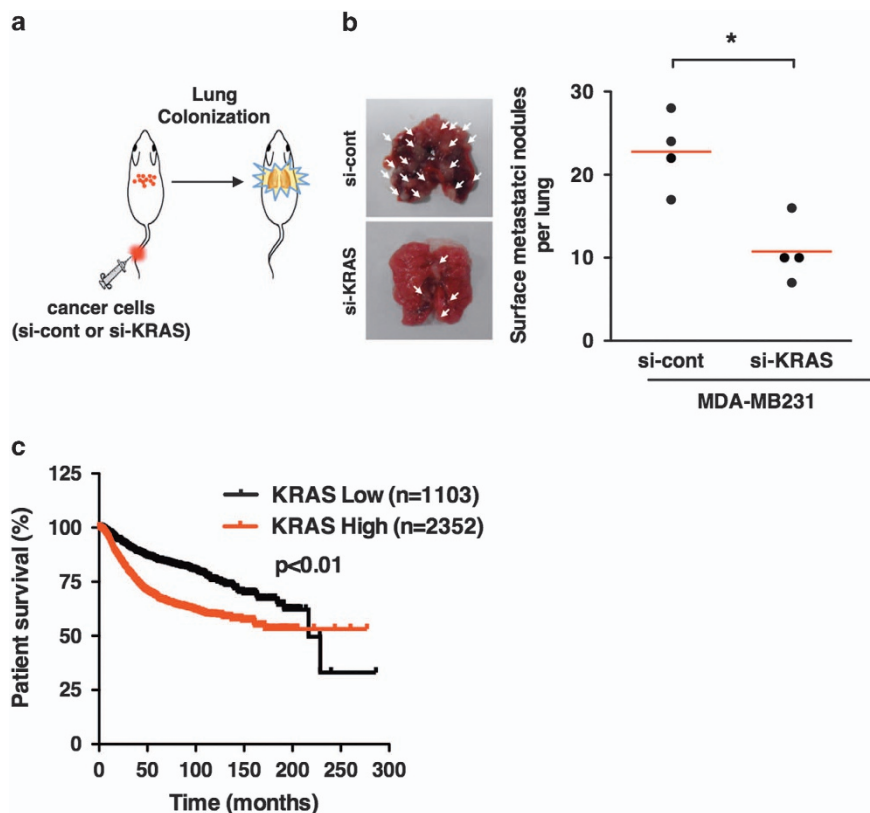 a
Lung
Colonization
cancer cells
(si-cont or si-KRAS)
b
si-cont
si-KRAS
*
Surface metastatci nodules
per lung
30
20
10
0
si-cont si-KRAS
MDA-MB231
c
Patient survival (%)
125
100
75
50
25
0
KRAS Low (n=1103)
KRAS High (n=2352)
p<0.01
0 50 100 150 200 250 300
Time (months)